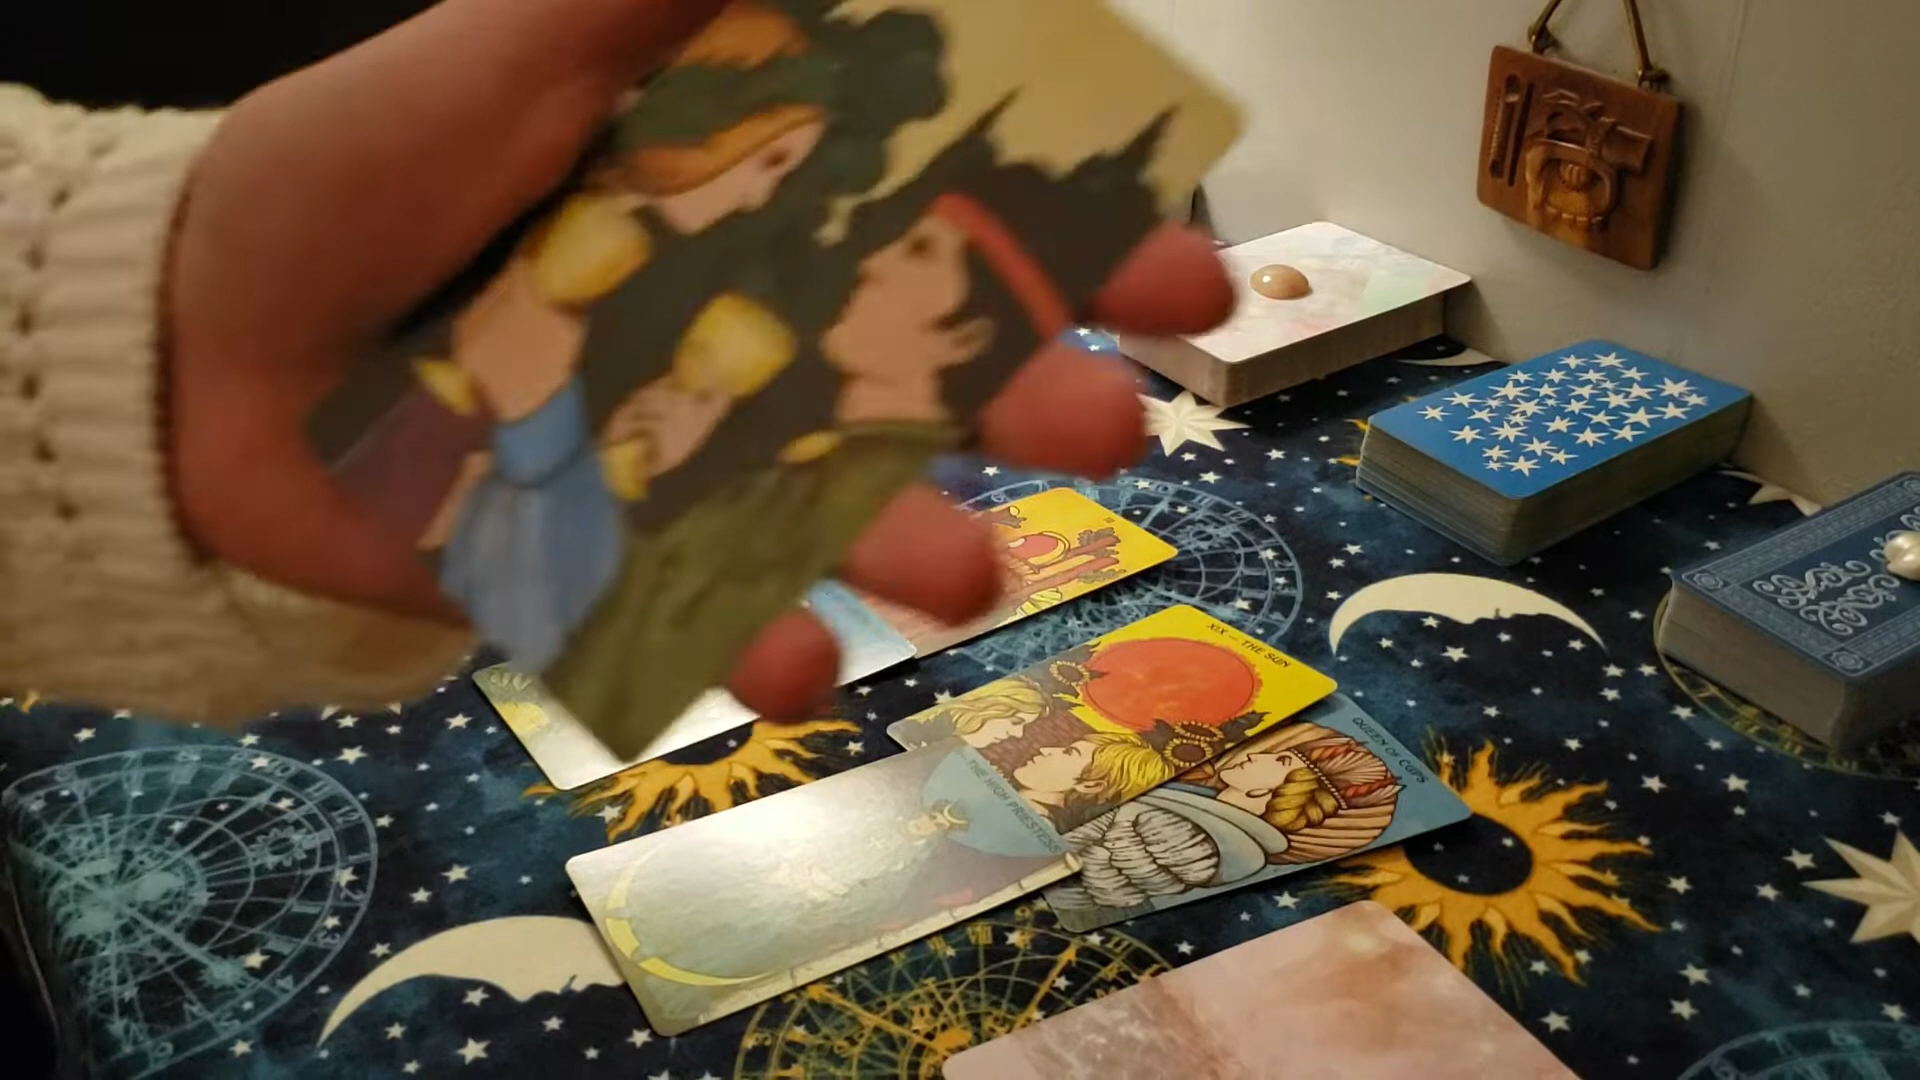 XIX — THE SUN
QUEEN OF CUPS
THE HIGH PRIESTESS